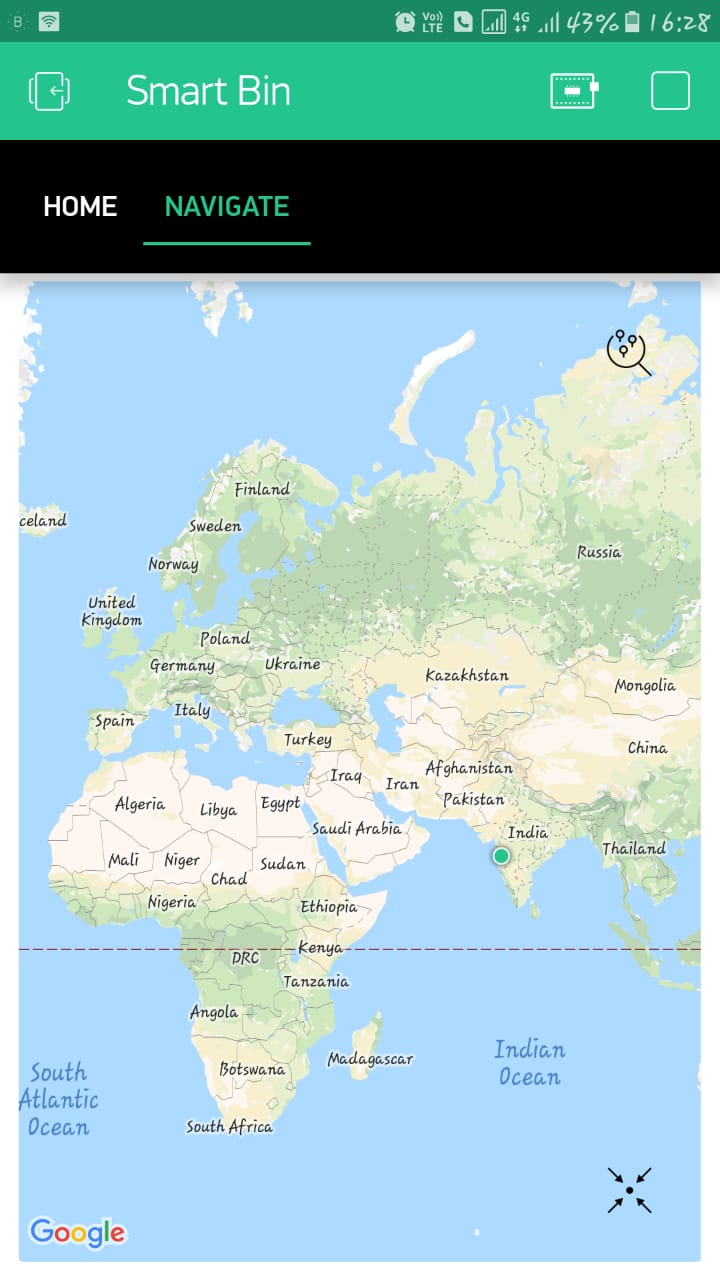 B
Vo))
LTE
4G
43%
16:28
Smart Bin
HOME
NAVIGATE
Finland
celand
Sweden
Russia
Norway
United
Kingdom
Poland
Germany
Ukraine
Kazakhstan
Mongolia
Italy
Spain
Turkey
China
Afghanistan
Iraq
Iran
Pakistan
Algeria
Libya
Egypt
Saudi Arabia
India
Thailand
Mali
Niger
Sudan
Chad
Nigeria
Ethiopia
Kenya
DRC
Tanzania
Angola
Indian
Ocean
Madagascar
Botswana
South
Atlantic
Ocean
South Africa
Google